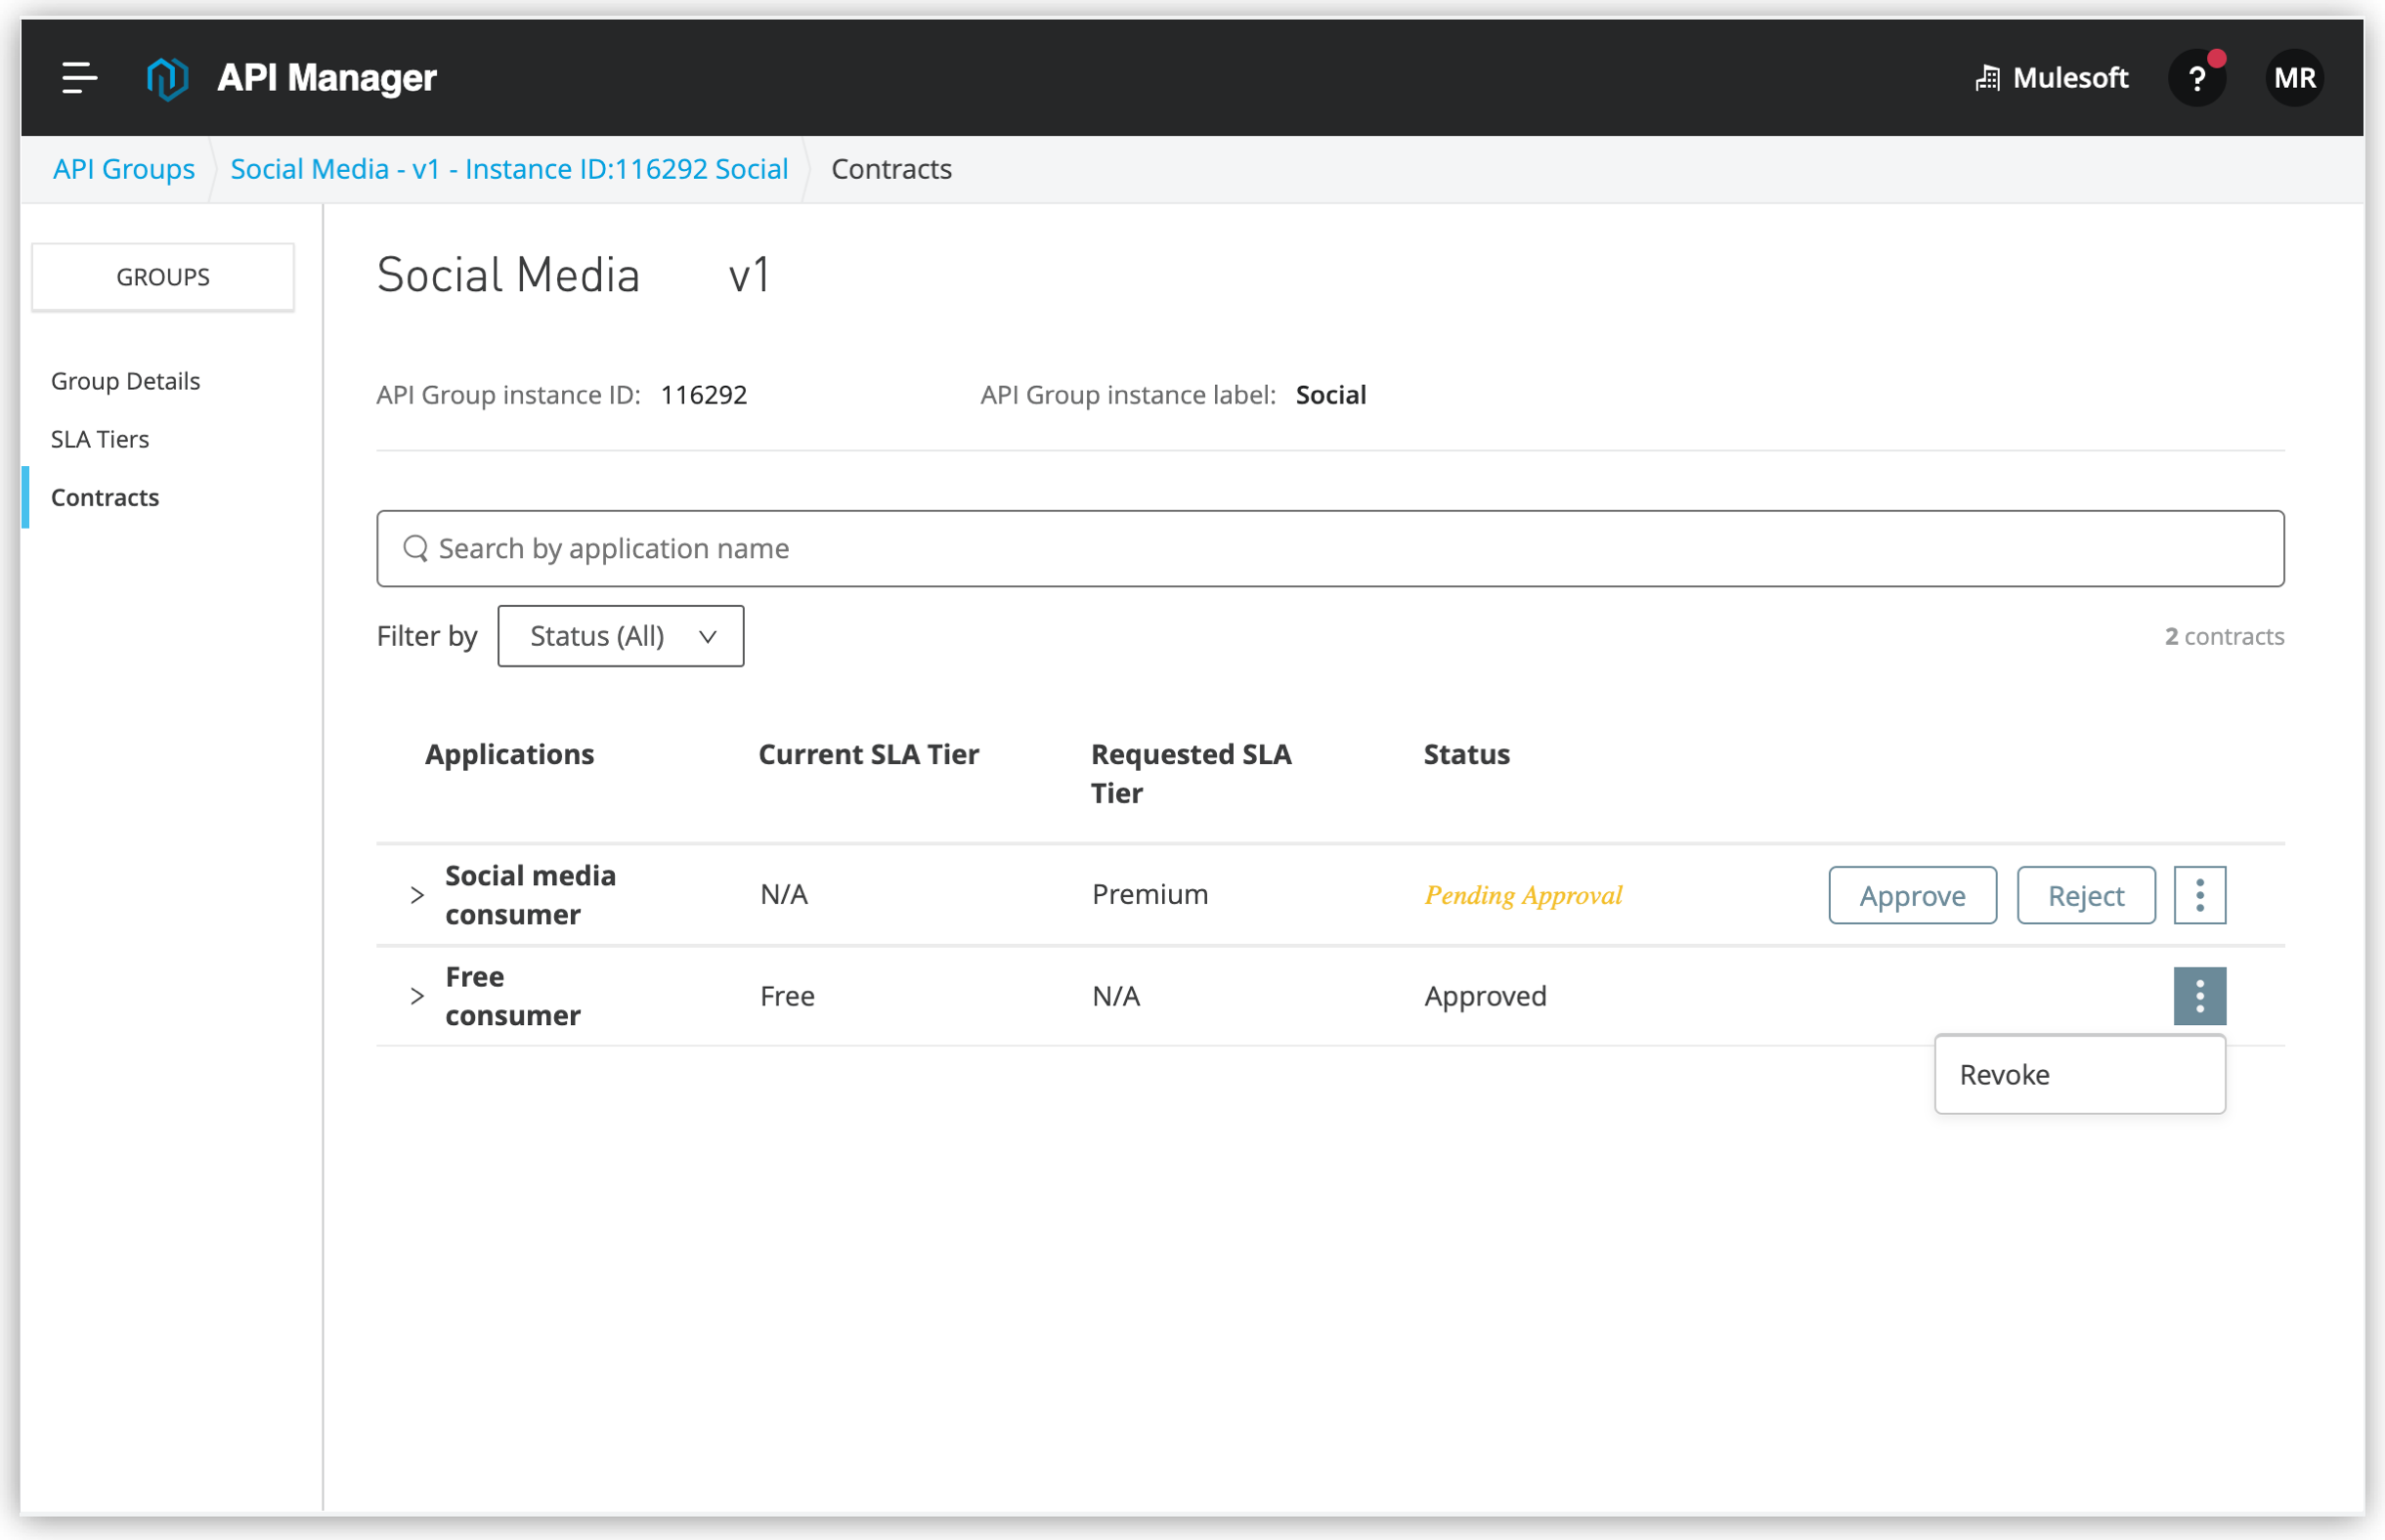 API Manager
Mulesoft
?
MR
API Groups
Social Media - v1 - Instance ID:116292 Social
Contracts
GROUPS
Group Details
SLA Tiers
Contracts
Social Media v1
API Group instance ID: 116292
API Group instance label: Social
Search by application name
Filter by
Status (All)
2 contracts
Applications
Current SLA Tier
Requested SLA
Tier
Status
Social media
consumer
N/A
Premium
Pending Approval
Approve
Reject
Free
consumer
Free
N/A
Approved
Revoke